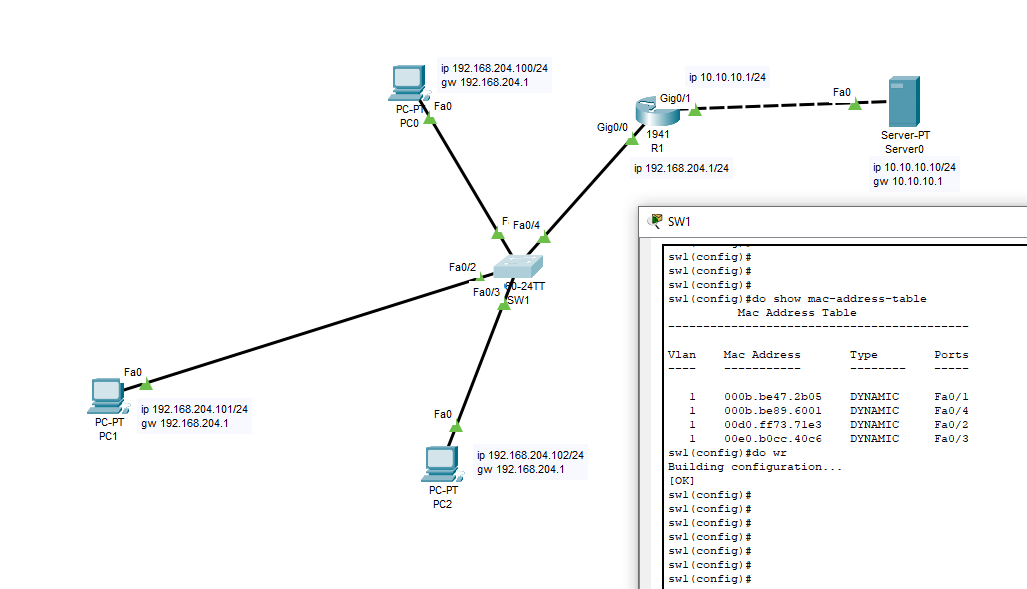 ip 192.168.204.100/24
gw 192.168.204.1
PC-PT
PC0
Fa0
ip 10.10.10.1/24
Gig0/1
Gig0/0
1941
R1
ip 192.168.204.1/24
Fa0
Server-PT
Server0
ip 10.10.10.10/24
gw 10.10.10.1
Fa0/4
Fa0/2
Fa0/3
60-24TT
SW1
Fa0
PC-PT
PC1
ip 192.168.204.101/24
gw 192.168.204.1
Fa0
PC-PT
PC2
ip 192.168.204.102/24
gw 192.168.204.1
SW1
sw1(config)#
sw1(config)#
sw1(config)#
sw1(config)#do show mac-address-table
Mac Address Table
-------------------------------------------
Vlan Mac Address Type Ports
---- ----------- -------- -----
1 000b.be47.2b05 DYNAMIC Fa0/1
1 000b.be89.6001 DYNAMIC Fa0/4
1 00d0.ff73.71e3 DYNAMIC Fa0/2
1 00e0.b0cc.40c6 DYNAMIC Fa0/3
sw1(config)#do wr
Building configuration...
[OK]
sw1(config)#
sw1(config)#
sw1(config)#
sw1(config)#
sw1(config)#
sw1(config)#
sw1(config)#